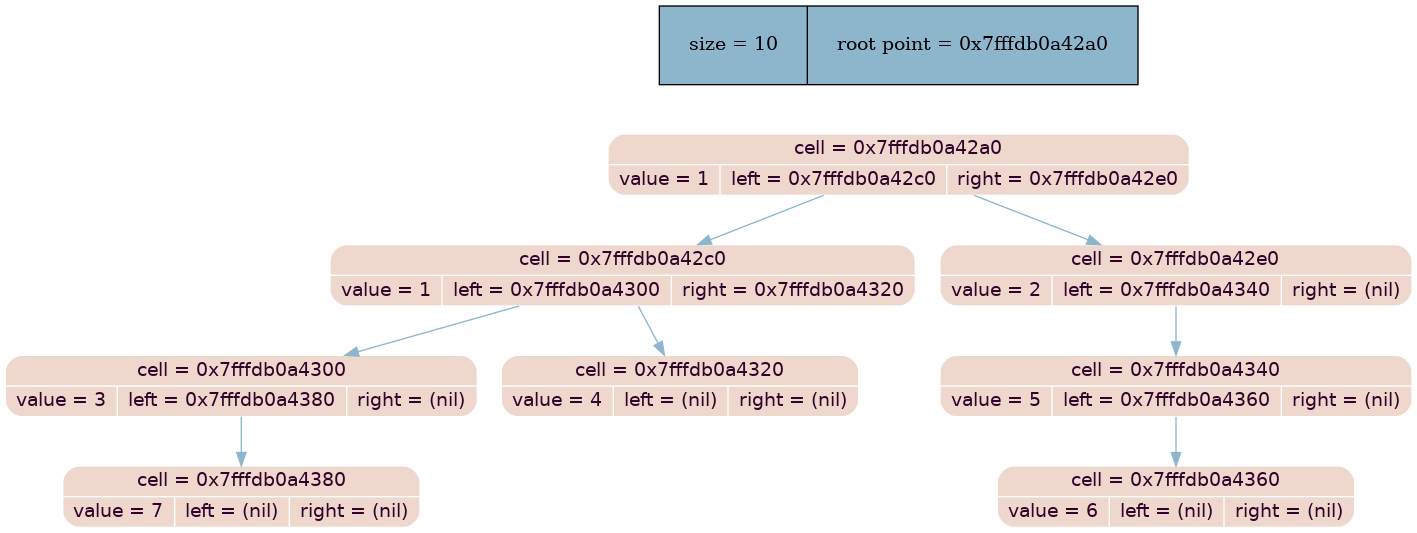 size = 10 root point = 0x7fffdb0a42a0
cell = 0x7fffdb0a42a0
value = 1 left = 0x7fffdb0a42c0 right = 0x7fffdb0a42e0
cell = 0x7fffdb0a42c0
value = 1 left = 0x7fffdb0a4300 right = 0x7fffdb0a4320
cell = 0x7fffdb0a42e0
value = 2 left = 0x7fffdb0a4340 right = (nil)
cell = 0x7fffdb0a4300
value = 3 left = 0x7fffdb0a4380 right = (nil)
cell = 0x7fffdb0a4320
value = 4 left = (nil) right = (nil)
cell = 0x7fffdb0a4340
value = 5 left = 0x7fffdb0a4360 right = (nil)
cell = 0x7fffdb0a4380
value = 7 left = (nil) right = (nil)
cell = 0x7fffdb0a4360
value = 6 left = (nil) right = (nil)